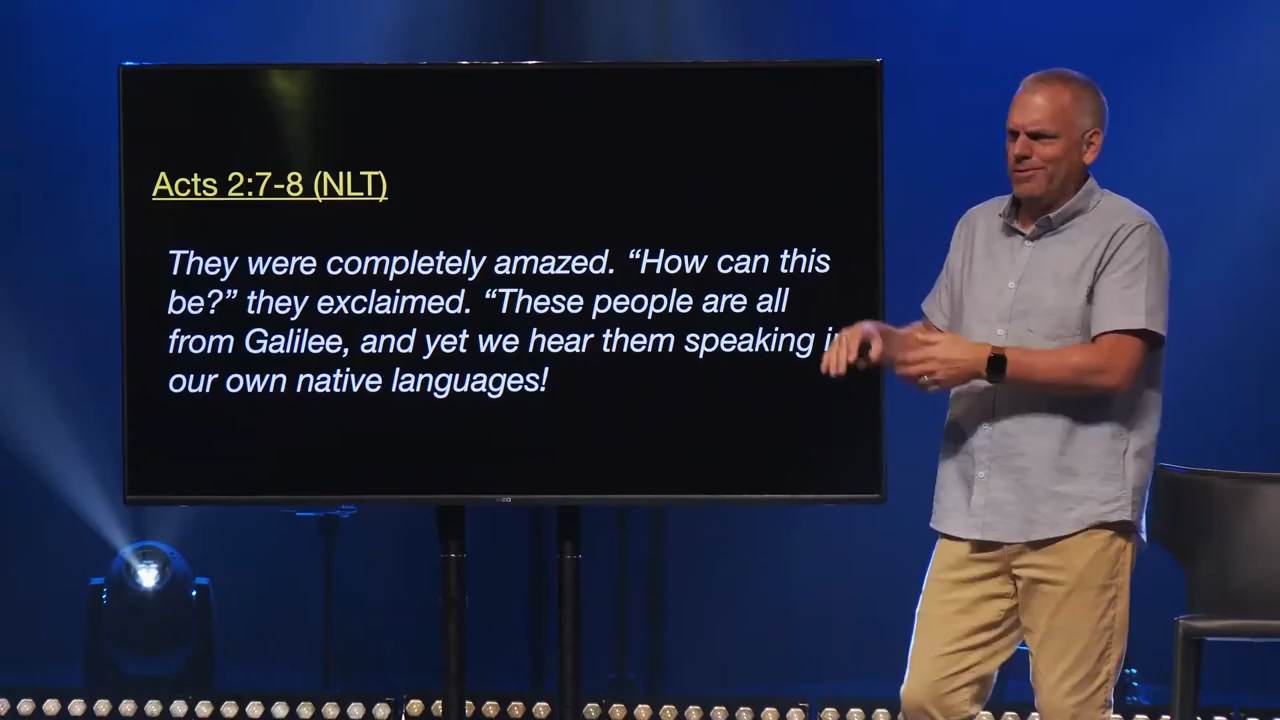 Acts 2:7-8 (NLT)
They were completely amazed. “How can this
be?” they exclaimed. “These people are all
from Galilee, and yet we hear them speaking
our own native languages!
VIZIO